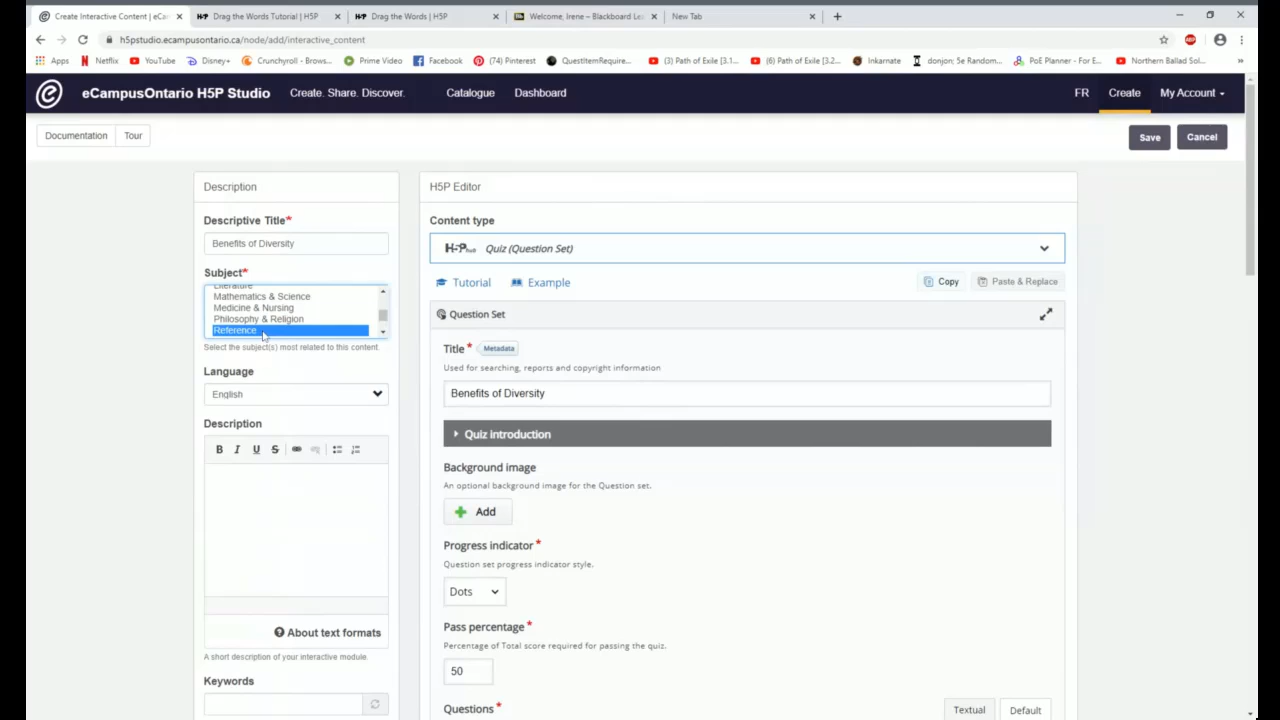 Create Interactive Content | eCam
Drag the Words Tutorial | H5P
Drag the Words | H5P
Welcome, Irene – Blackboard Le
New Tab
h5pstudio.ecampusontario.ca/node/add/interactive_content
Apps Netflix YouTube Disney+ Crunchyroll - Brows... Prime Video Facebook (74) Pinterest QuestItemRequire... (3) Path of Exile [3.1... (6) Path of Exile [3.2... Inkarnate donjon; 5e Random... PoE Planner - For E... Northern Ballad Sol... »
eCampusOntario H5P Studio Create. Share. Discover. Catalogue Dashboard FR Create My Account
Documentation Tour Save Cancel
Description
Descriptive Title*
Benefits of Diversity
Subject*
Literature
Mathematics & Science
Medicine & Nursing
Philosophy & Religion
Reference
Select the subject(s) most related to this content.
Language
English
Description
B I U S
About text formats
A short description of your interactive module.
Keywords
H5P Editor
Content type
H-P hub Quiz (Question Set)
Tutorial Example Copy Paste & Replace
Question Set
Title * Metadata
Used for searching, reports and copyright information
Benefits of Diversity
Quiz introduction
Background image
An optional background image for the Question set.
Add
Progress indicator *
Question set progress indicator style.
Dots
Pass percentage *
Percentage of Total score required for passing the quiz.
50
Questions * Textual Default